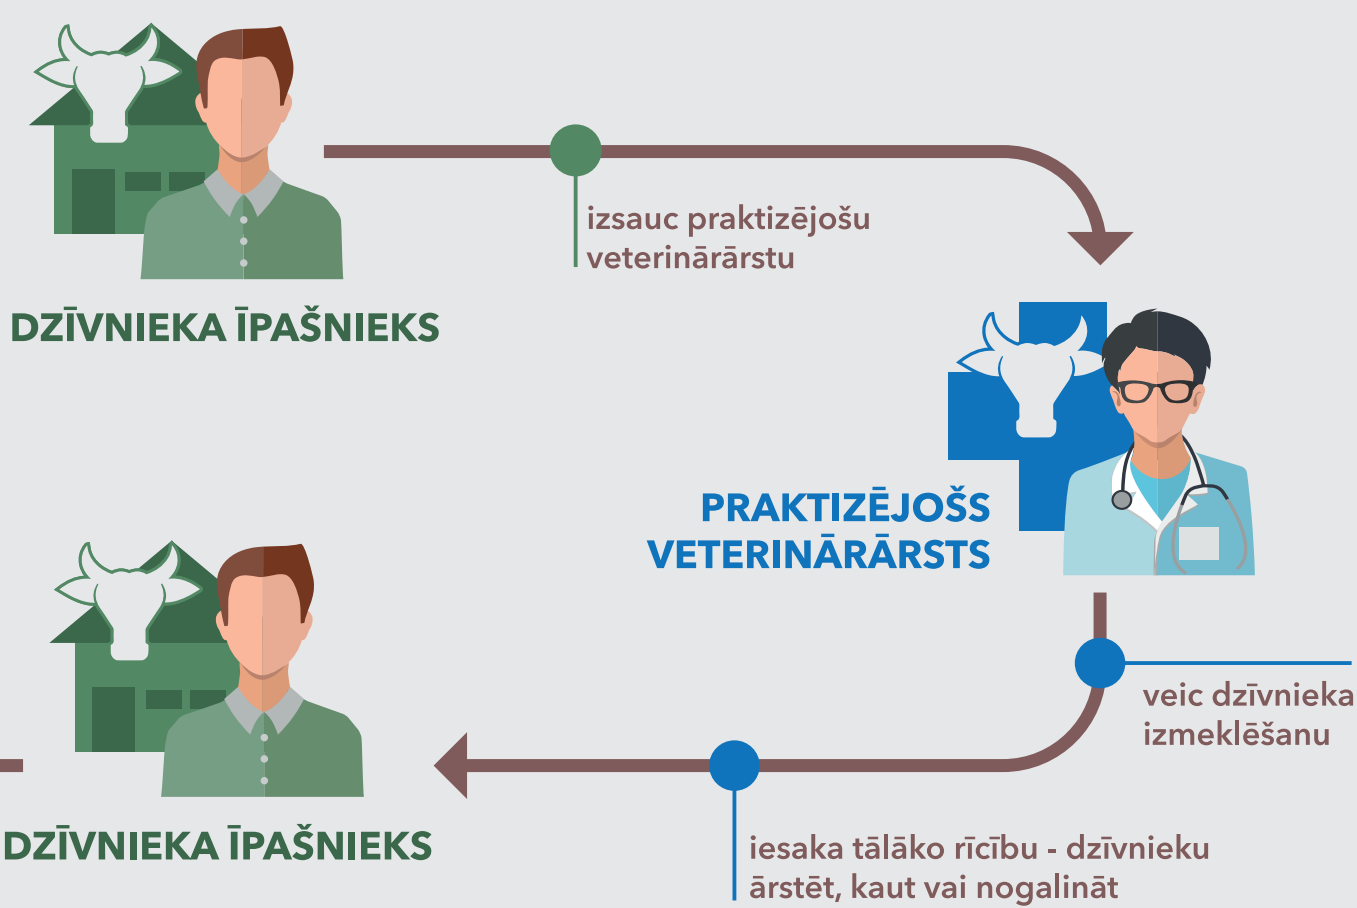 izsauc praktizējošu
veterinārārstu
DZĪVNIEKA ĪPAŠNIEKS
PRAKTIZĒJOŠS
VETERINĀRĀRSTS
veic dzīvnieka
izmeklēšanu
iesaka tālāko rīcību - dzīvnieku
ārstēt, kaut vai nogalināt
DZĪVNIEKA ĪPAŠNIEKS